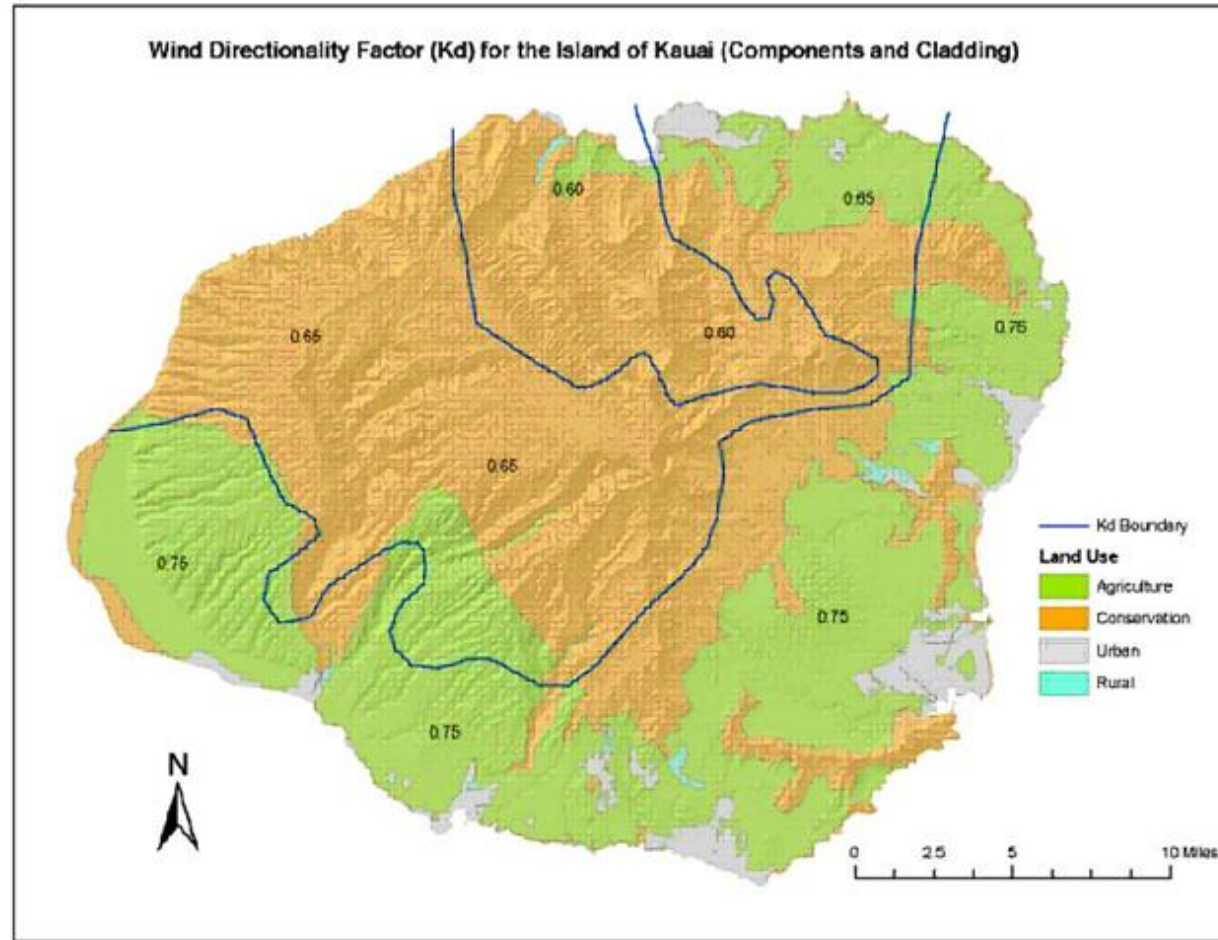 Wind Directionality Factor (Kd) for the Island of Kauai (Components and Cladding)
0.60
0.65
0.65
0.60
0.75
0.65
0.75
0.75
0.75
Kd Boundary
Land Use
Agriculture
Conservation
Urban
Rural
N
0 2.5 5 10 Miles